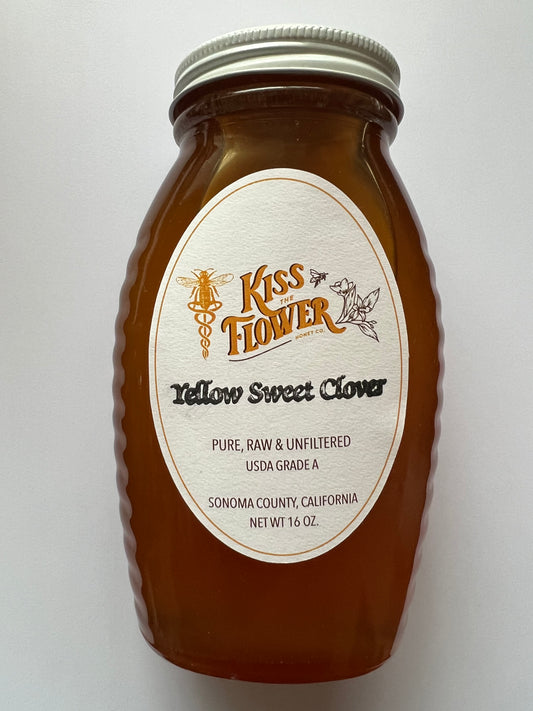 KISS
THE
FLOWER
HONEY CO.
Yellow Sweet Clover
PURE, RAW & UNFILTERED
USDA GRADE A
SONOMA COUNTY, CALIFORNIA
NET WT 16 OZ.